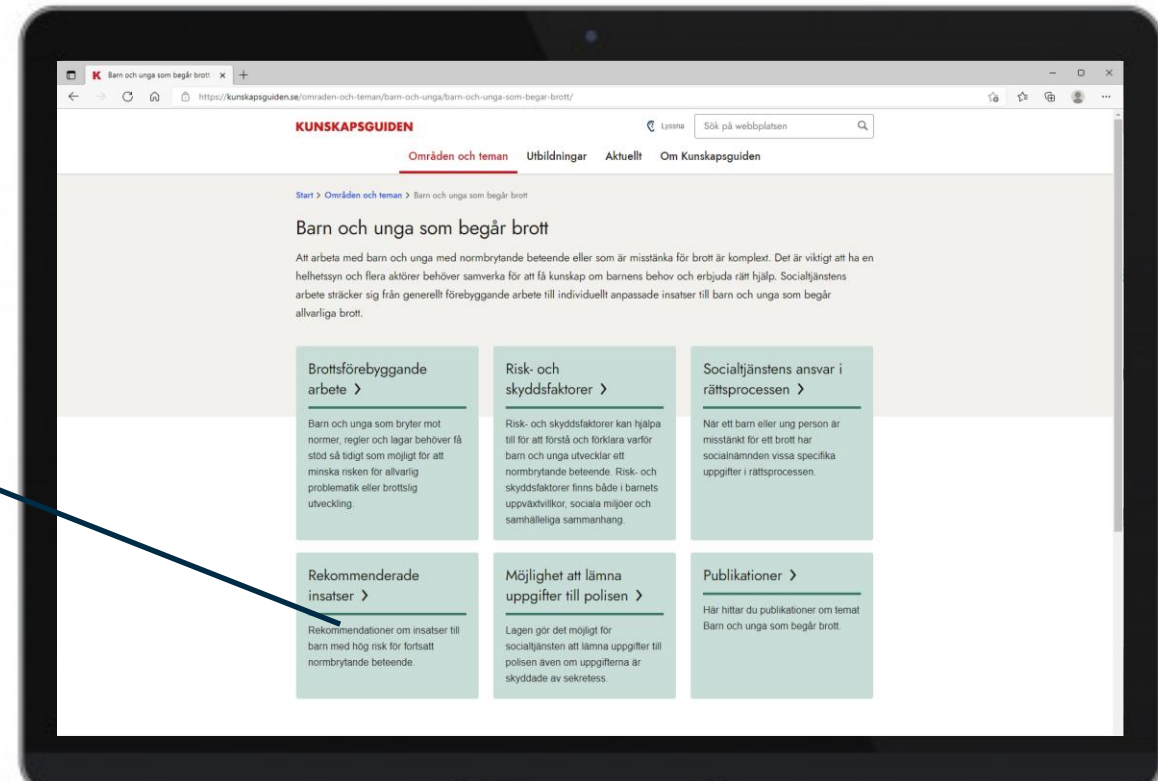 Barn och unga som begår brott
https://kunskapsguiden.se/omraden-och-teman/barn-och-unga/barn-och-unga-som-begar-brott/
KUNSKAPSGUIDEN
Lyssna
Sök på webbplatsen
Områden och teman Utbildningar Aktuellt Om Kunskapsguiden
Start > Områden och teman > Barn och unga som begår brott
Barn och unga som begår brott
Att arbeta med barn och unga med normbrytande beteende eller som är misstänka för brott är komplext. Det är viktigt att ha en
helhetssyn och flera aktörer behöver samverka för att få kunskap om barnens behov och erbjuda rätt hjälp. Socialtjänstens
arbete sträcker sig från generellt förebyggande arbete till individuellt anpassade insatser till barn och unga som begår
allvarliga brott.
Brottsförebyggande
arbete >
Barn och unga som bryter mot
normer, regler och lagar behöver få
stöd så tidigt som möjligt för att
minska risken för allvarlig
problematik eller brottslig
utveckling.
Risk- och
skyddsfaktorer >
Risk- och skyddsfaktorer kan hjälpa
till för att förstå och förklara varför
barn och unga utvecklar ett
normbrytande beteende. Risk- och
skyddsfaktorer finns både i barnets
uppväxtvillkor, sociala miljöer och
samhälleliga sammanhang.
Socialtjänstens ansvar i
rättsprocessen >
När ett barn eller ung person är
misstänkt för ett brott har
socialnämnden vissa specifika
uppgifter i rättsprocessen.
Rekommenderade
insatser >
Rekommendationer om insatser till
barn med hög risk för fortsatt
normbrytande beteende.
Möjlighet att lämna
uppgifter till polisen >
Lagen gör det möjligt för
socialtjänsten att lämna uppgifter till
polisen även om uppgifterna är
skyddade av sekretess.
Publikationer >
Här hittar du publikationer om temat
Barn och unga som begår brott.